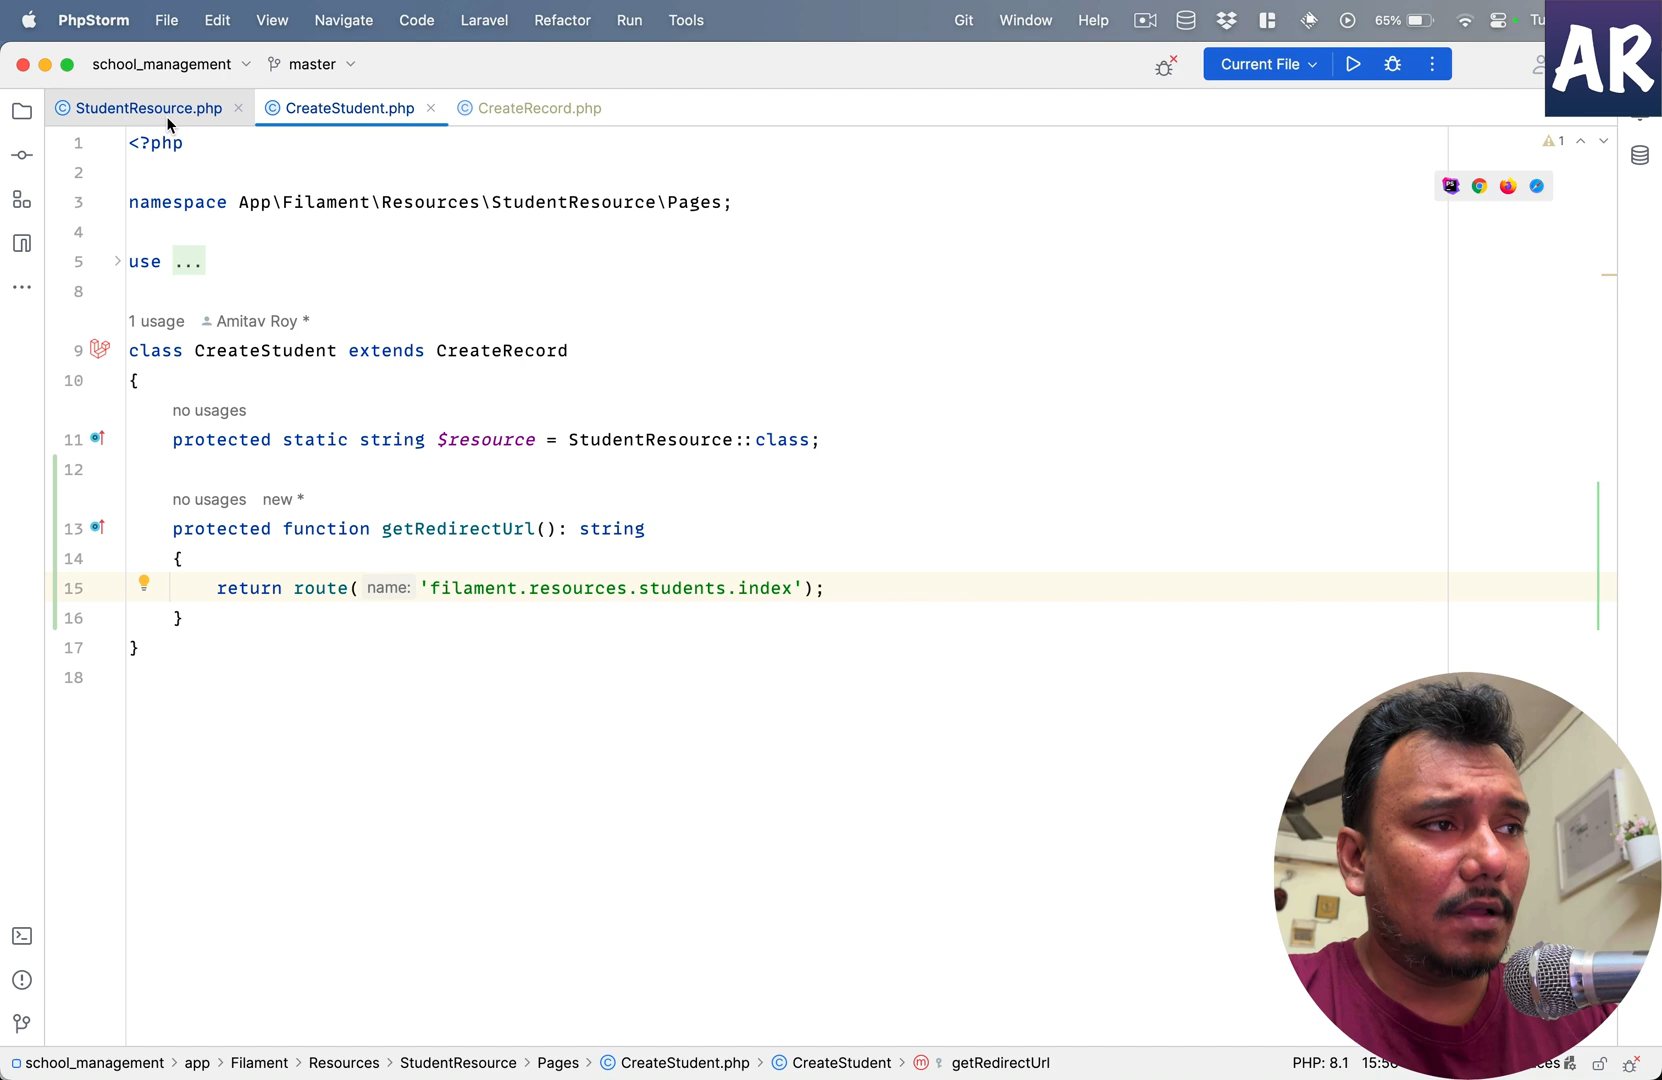 PhpStorm File Edit View Navigate Code Laravel Refactor Run Tools Git Window Help 65% Tu
school_management master Current File
AR
StudentResource.php CreateStudent.php CreateRecord.php
1 <?php
1
2
3 namespace App\Filament\Resources\StudentResource\Pages;
4
5 use ...
8
1 usage Amitav Roy *
9 class CreateStudent extends CreateRecord
10 {
no usages
11 protected static string $resource = StudentResource::class;
12
no usages new *
13 protected function getRedirectUrl(): string
14 {
15 return route( name: 'filament.resources.students.index');
16 }
17 }
18
school_management > app > Filament > Resources > StudentResource > Pages > CreateStudent.php > CreateStudent > getRedirectUrl PHP: 8.1